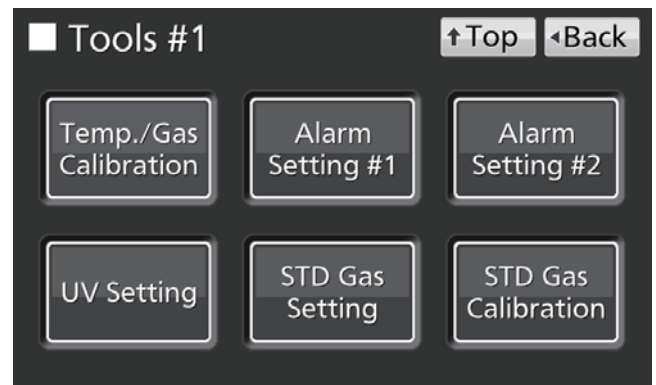 Tools #1
↑Top
◂Back
Temp./Gas
Calibration
Alarm
Setting #1
Alarm
Setting #2
UV Setting
STD Gas
Setting
STD Gas
Calibration